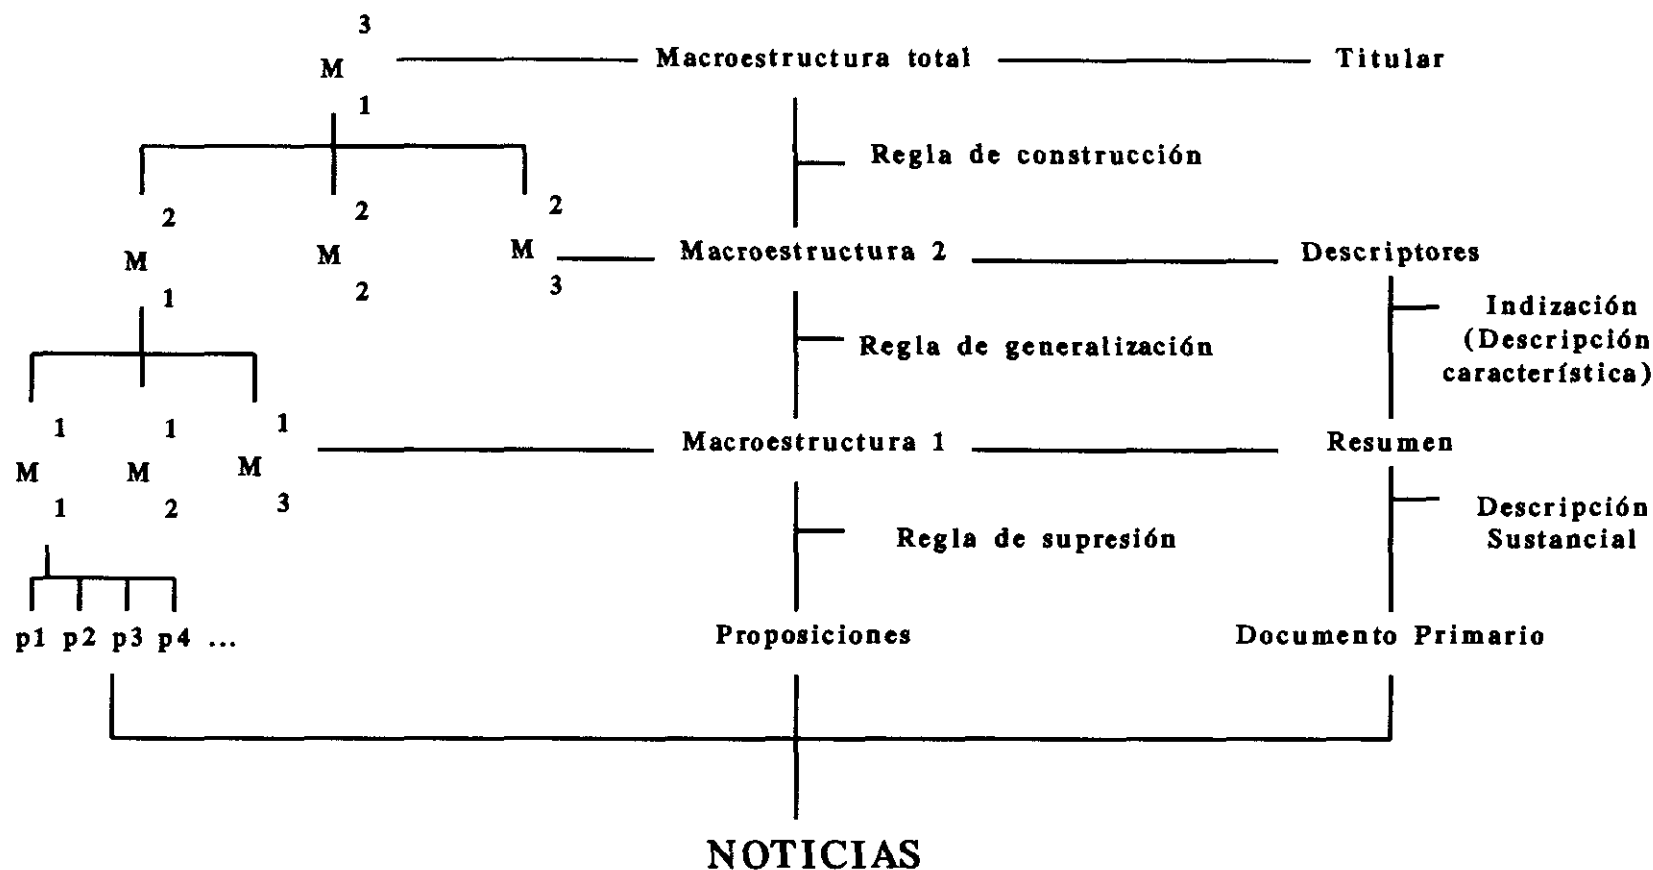 3
M Macroestructura total Titular
1
Regla de construcción
2 2 2
M M M Macroestructura 2 Descriptores
1 2 3
Indización
(Descripción
característica)
Regla de generalización
1 1 1
M M M Macroestructura 1 Resumen
1 2 3
Descripción
Sustancial
Regla de supresión
p1 p2 p3 p4 ... Proposiciones Documento Primario
NOTICIAS